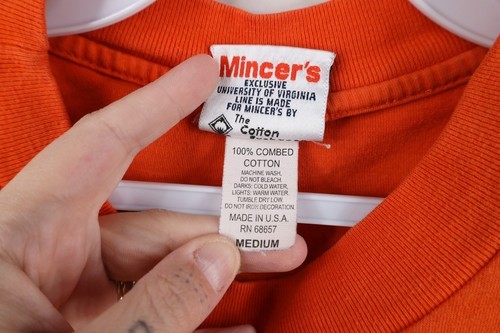 Mincer's
EXCLUSIVE
UNIVERSITY OF VIRGINIA
LINE IS MADE
FOR MINCER'S BY
The
Cotton
100% COMBED
COTTON
MACHINE WASH,
DO NOT BLEACH
DARKS: COLD WATER,
LIGHTS: WARM WATER,
TUMBLE DRY LOW,
DO NOT IRON DECORATION.
MADE IN U.S.A.
RN 68657
MEDIUM